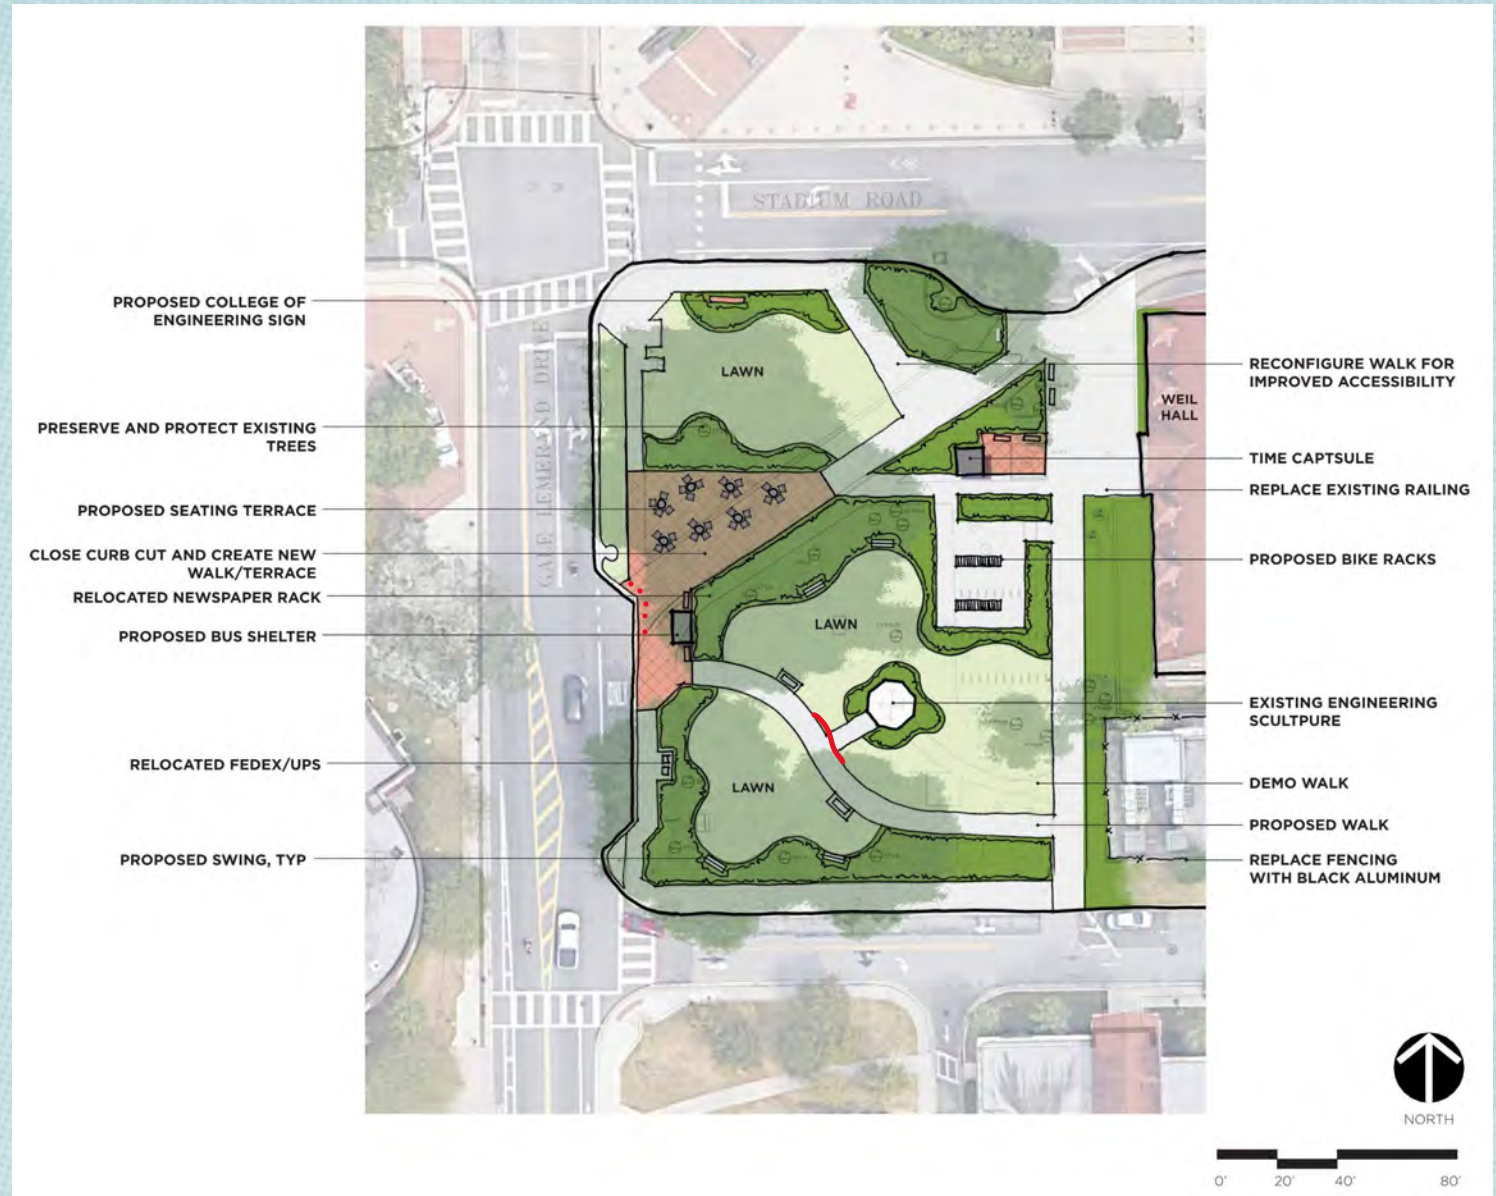 STADIUM ROAD
GALE LEMERAND DRIVE
PROPOSED COLLEGE OF
ENGINEERING SIGN
PRESERVE AND PROTECT EXISTING
TREES
PROPOSED SEATING TERRACE
CLOSE CURB CUT AND CREATE NEW
WALK/TERRACE
RELOCATED NEWSPAPER RACK
PROPOSED BUS SHELTER
RELOCATED FEDEX/UPS
PROPOSED SWING, TYP
LAWN
LAWN
LAWN
WEIL
HALL
RECONFIGURE WALK FOR
IMPROVED ACCESSIBILITY
TIME CAPTSULE
REPLACE EXISTING RAILING
PROPOSED BIKE RACKS
EXISTING ENGINEERING
SCULTPURE
DEMO WALK
PROPOSED WALK
REPLACE FENCING
WITH BLACK ALUMINUM
NORTH
0' 20' 40' 80'